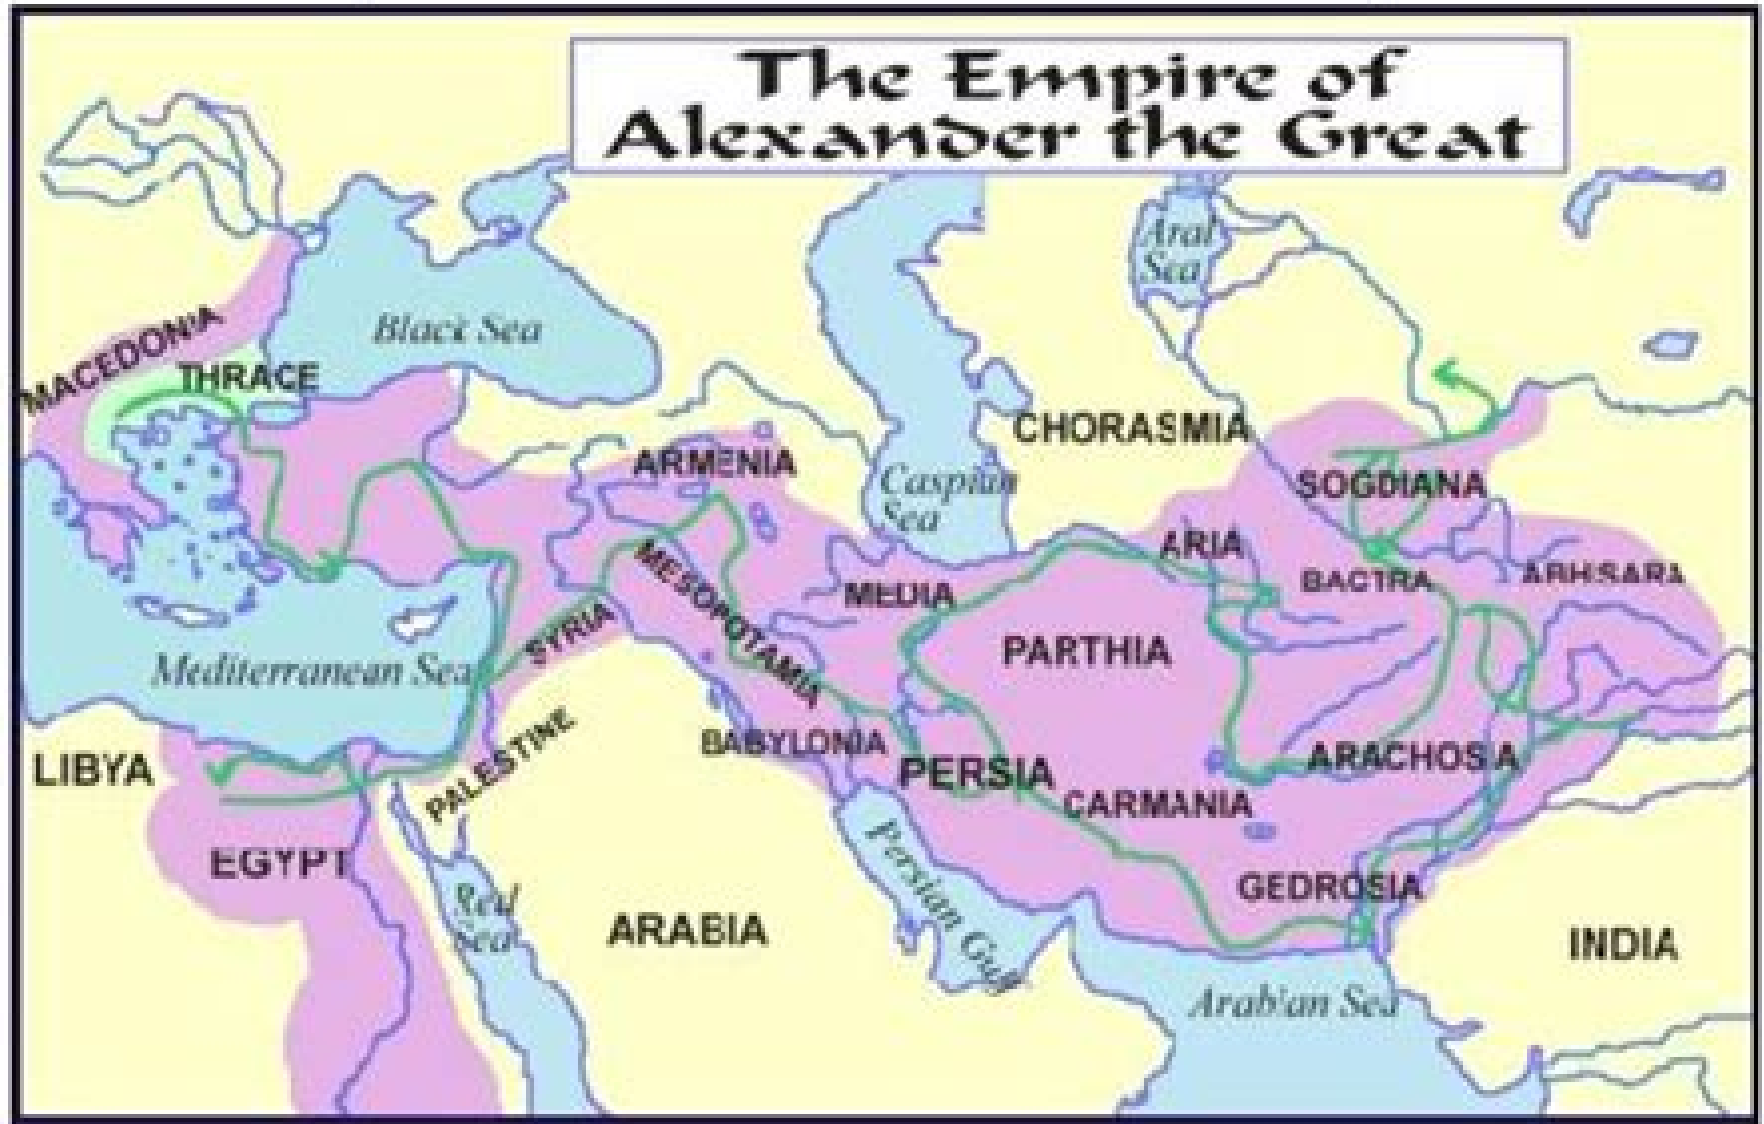 The Empire of
Alexander the Great
Aral
Sea
Black Sea
MACEDONIA
THRACE
CHORASMIA
ARMENIA
Caspian
Sea
SOGDIANA
ARIA
BACTRA
ABHISARA
MEDIA
MESOPOTAMIA
SYRIA
PARTHIA
Mediterranean Sea
PALESTINE
BABYLONIA
LIBYA
PERSIA
ARACHOSIA
CARMANIA
EGYPT
Persian Gulf
GEDROSIA
Red
Sea
ARABIA
INDIA
Arabian Sea